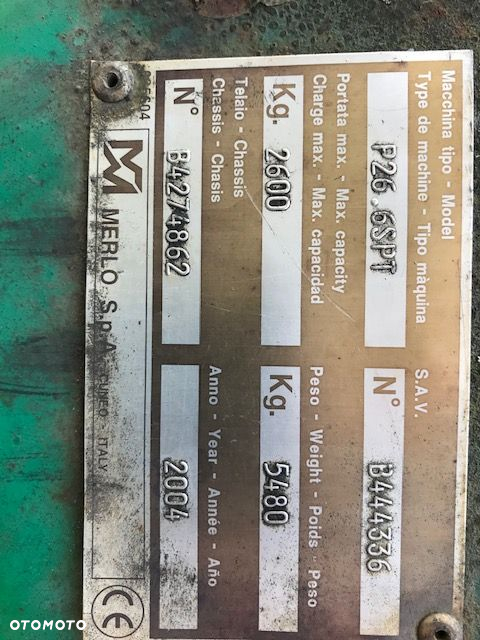 Macchina tipo - Model
Type de machine - Tipo màquina
P26.6SPT
S.A.V.
N° B444336
Portata max. - Max. capacity
Charge max. - Max. capacidad
Kg. 2600
Peso - Weight - Poids - Peso
Kg. 5480
Telaio - Chassis
Chassis - Chasis
N° B4274862
Anno - Year - Année - Año
2004
MERLO S.p.A. CUNEO - ITALY
CE
OTOMOTO